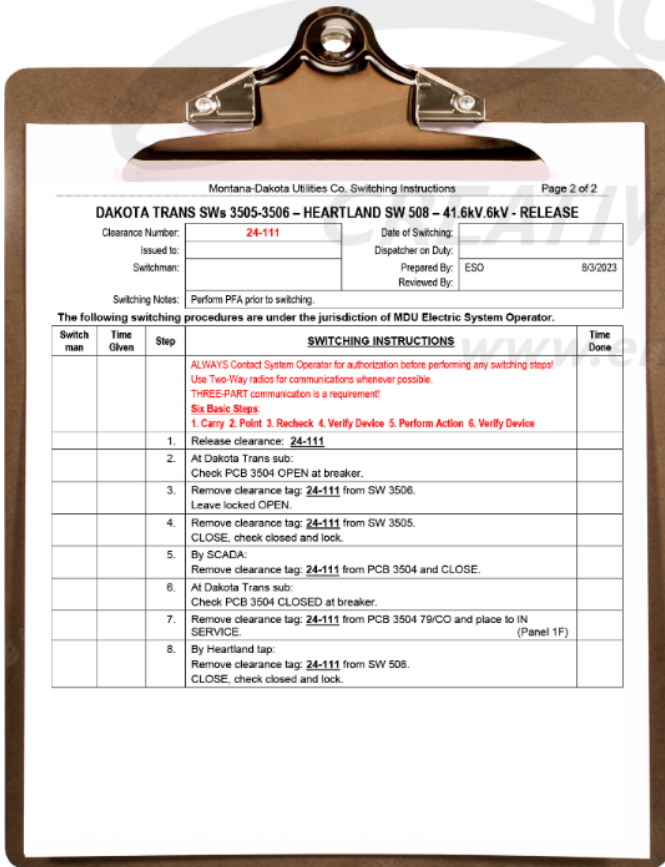 Montana-Dakota Utilities Co. Switching Instructions Page 2 of 2
DAKOTA TRANS SWs 3505-3506 – HEARTLAND SW 508 – 41.6kV.6kV - RELEASE
Clearance Number: 24-111 Date of Switching:
Issued to: Dispatcher on Duty:
Switchman: Prepared By: ESO 8/3/2023
Reviewed By:
Switching Notes: Perform PFA prior to switching.
The following switching procedures are under the jurisdiction of MDU Electric System Operator.
Switch man Time Given Step SWITCHING INSTRUCTIONS Time Done
ALWAYS Contact System Operator for authorization before performing any switching steps!
Use Two-Way radios for communications whenever possible.
THREE-PART communication is a requirement!
Six Basic Steps:
1. Carry 2. Point 3. Recheck 4. Verify Device 5. Perform Action 6. Verify Device
1. Release clearance: 24-111
2. At Dakota Trans sub:
Check PCB 3504 OPEN at breaker.
3. Remove clearance tag: 24-111 from SW 3506.
Leave locked OPEN.
4. Remove clearance tag: 24-111 from SW 3505.
CLOSE, check closed and lock.
5. By SCADA:
Remove clearance tag: 24-111 from PCB 3504 and CLOSE.
6. At Dakota Trans sub:
Check PCB 3504 CLOSED at breaker.
7. Remove clearance tag: 24-111 from PCB 3504 79/CO and place to IN
SERVICE. (Panel 1F)
8. By Heartland tap:
Remove clearance tag: 24-111 from SW 508.
CLOSE, check closed and lock.